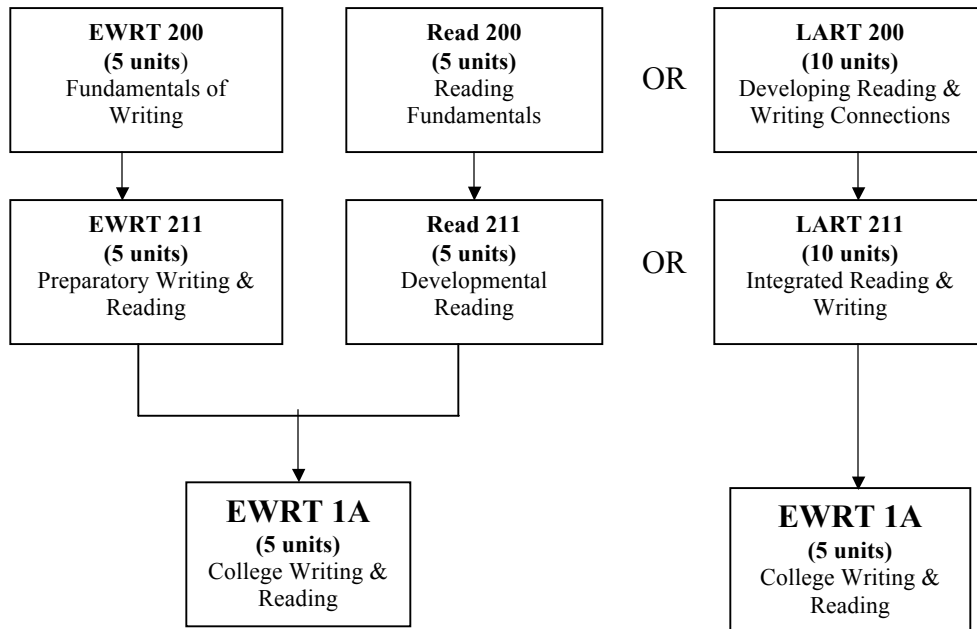 EWRT 200
(5 units)
Fundamentals of
Writing
Read 200
(5 units)
Reading
Fundamentals
OR
LART 200
(10 units)
Developing Reading &
Writing Connections
EWRT 211
(5 units)
Preparatory Writing &
Reading
Read 211
(5 units)
Developmental
Reading
OR
LART 211
(10 units)
Integrated Reading &
Writing
EWRT 1A
(5 units)
College Writing &
Reading
EWRT 1A
(5 units)
College Writing &
Reading